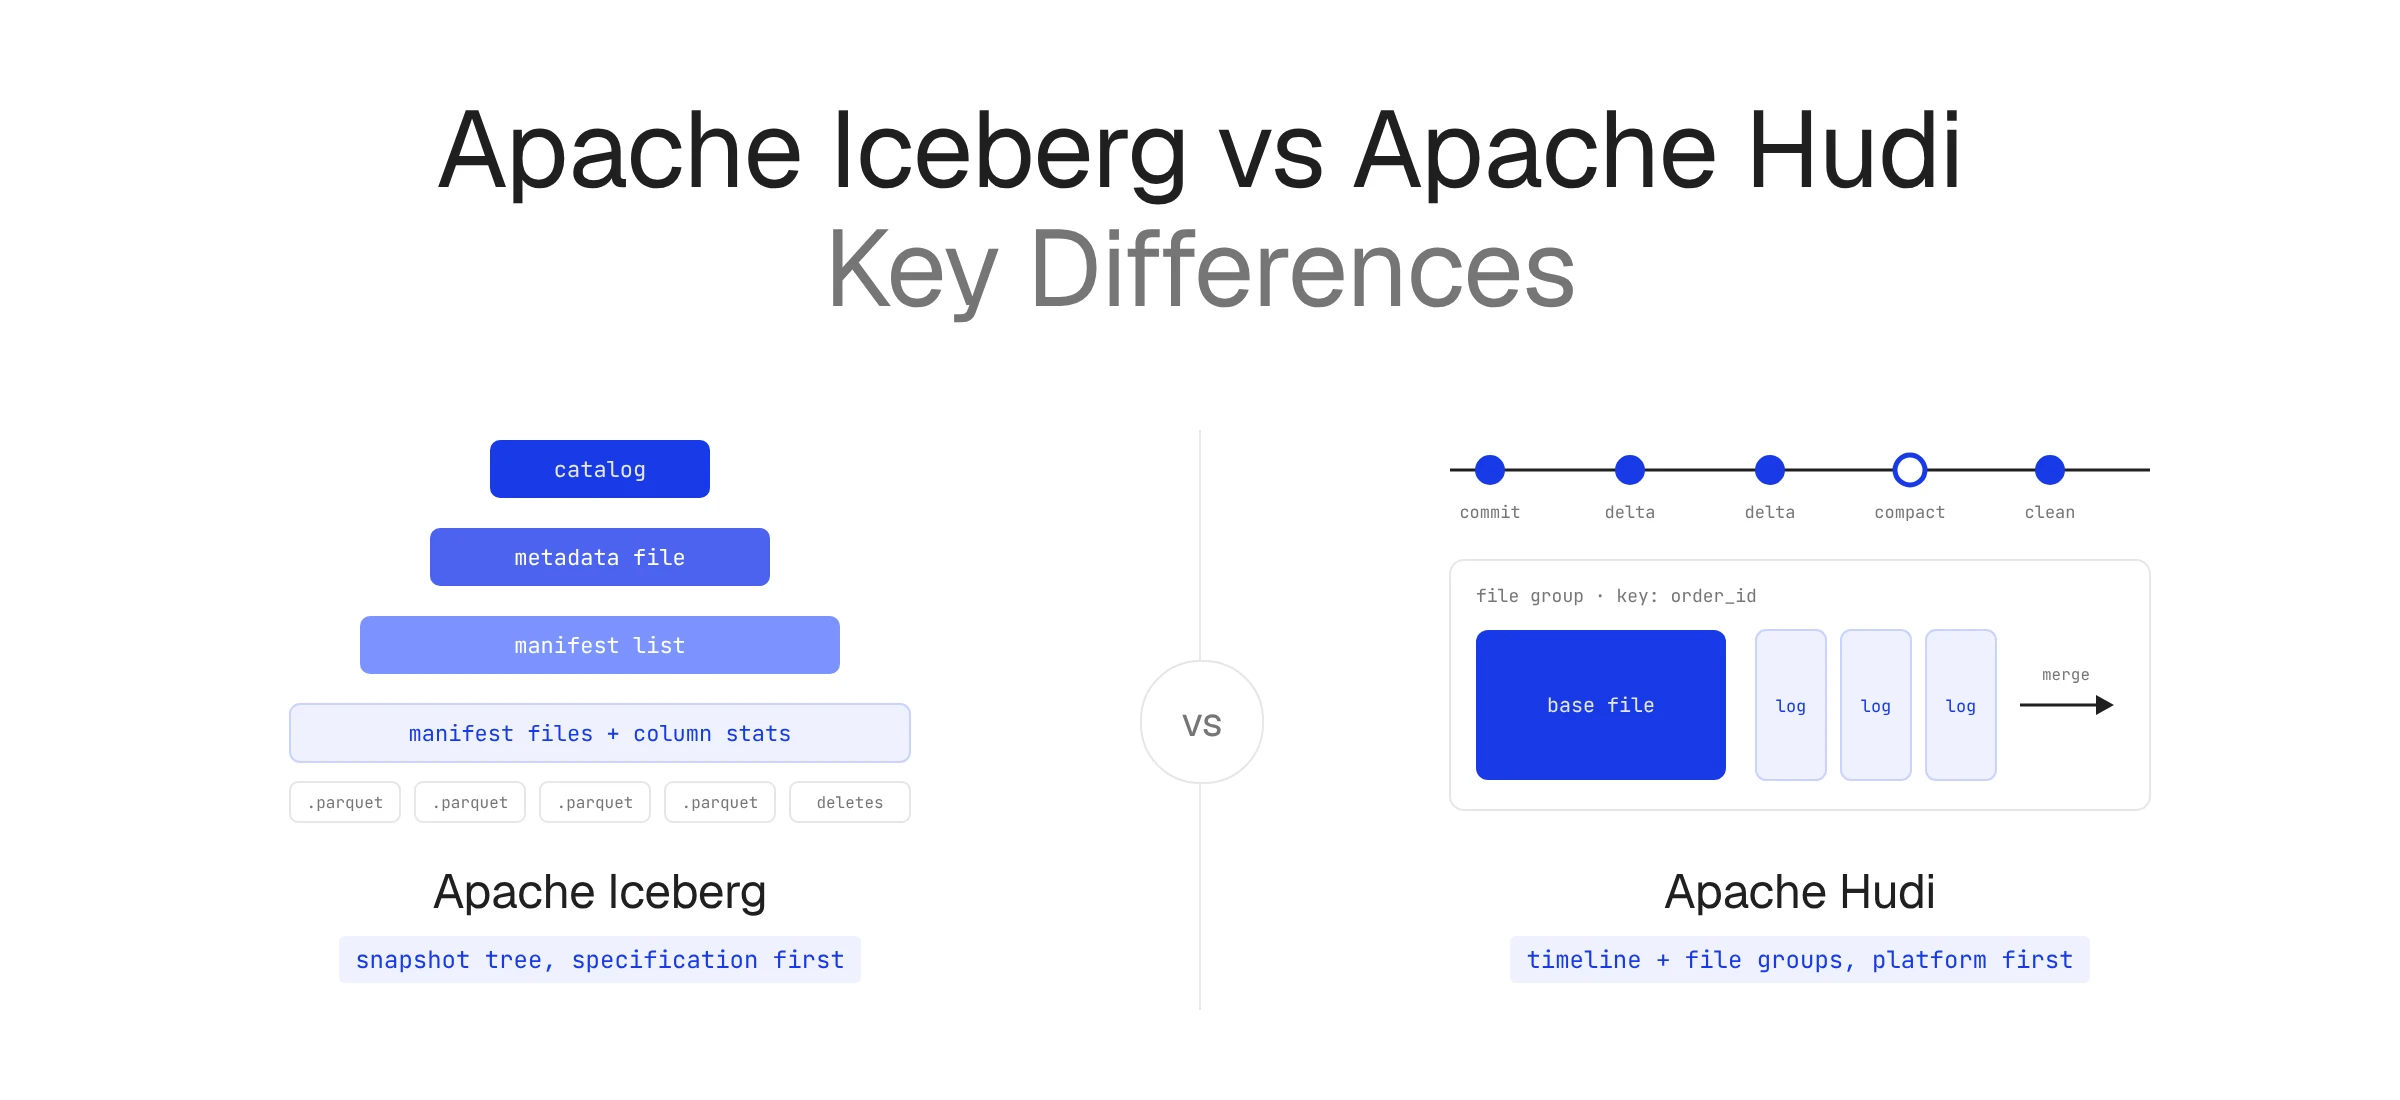 Apache Iceberg vs Apache Hudi
Key Differences
catalog
metadata file
manifest list
manifest files + column stats
.parquet .parquet .parquet .parquet deletes
Apache Iceberg
snapshot tree, specification first
vs
commit delta delta compact clean
file group · key: order_id
base file log log log merge
Apache Hudi
timeline + file groups, platform first